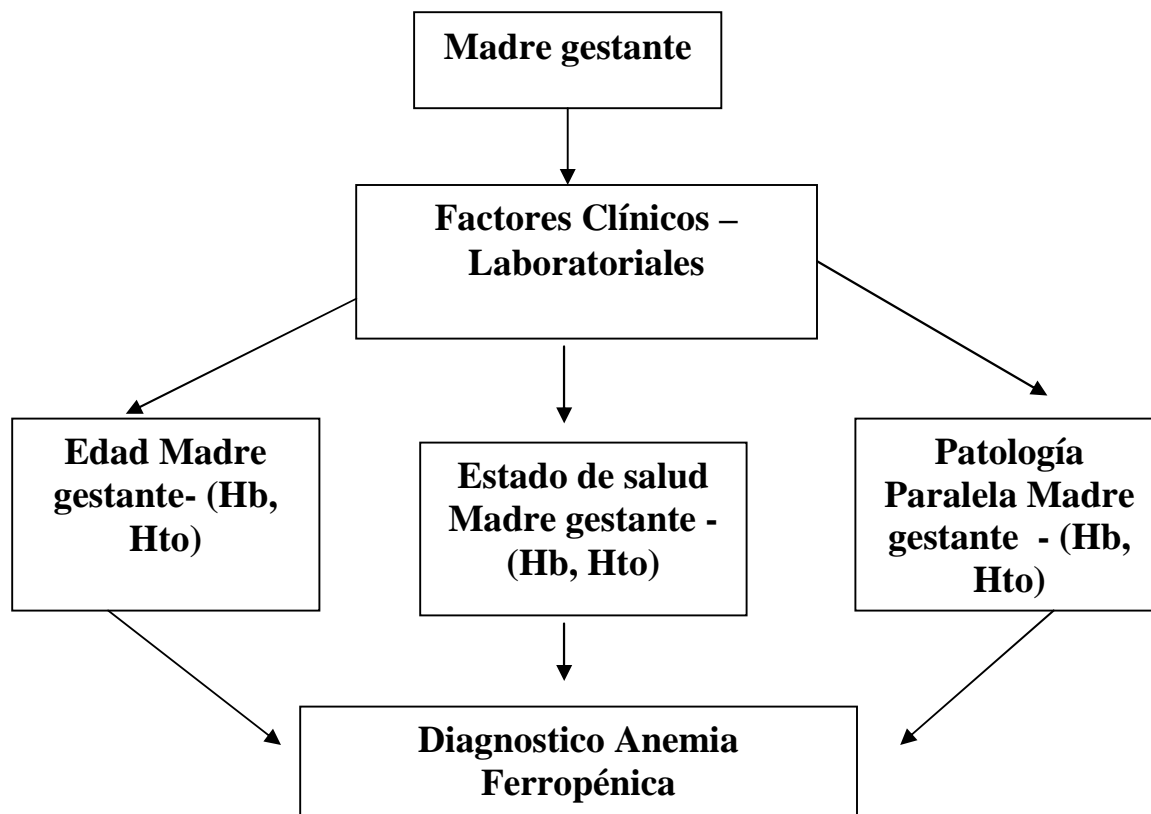 Madre gestante
Factores Clínicos –
Laboratoriales
Edad Madre
gestante- (Hb,
Hto)
Estado de salud
Madre gestante -
(Hb, Hto)
Patología
Paralela Madre
gestante  - (Hb,
Hto)
Diagnostico Anemia
Ferropénica